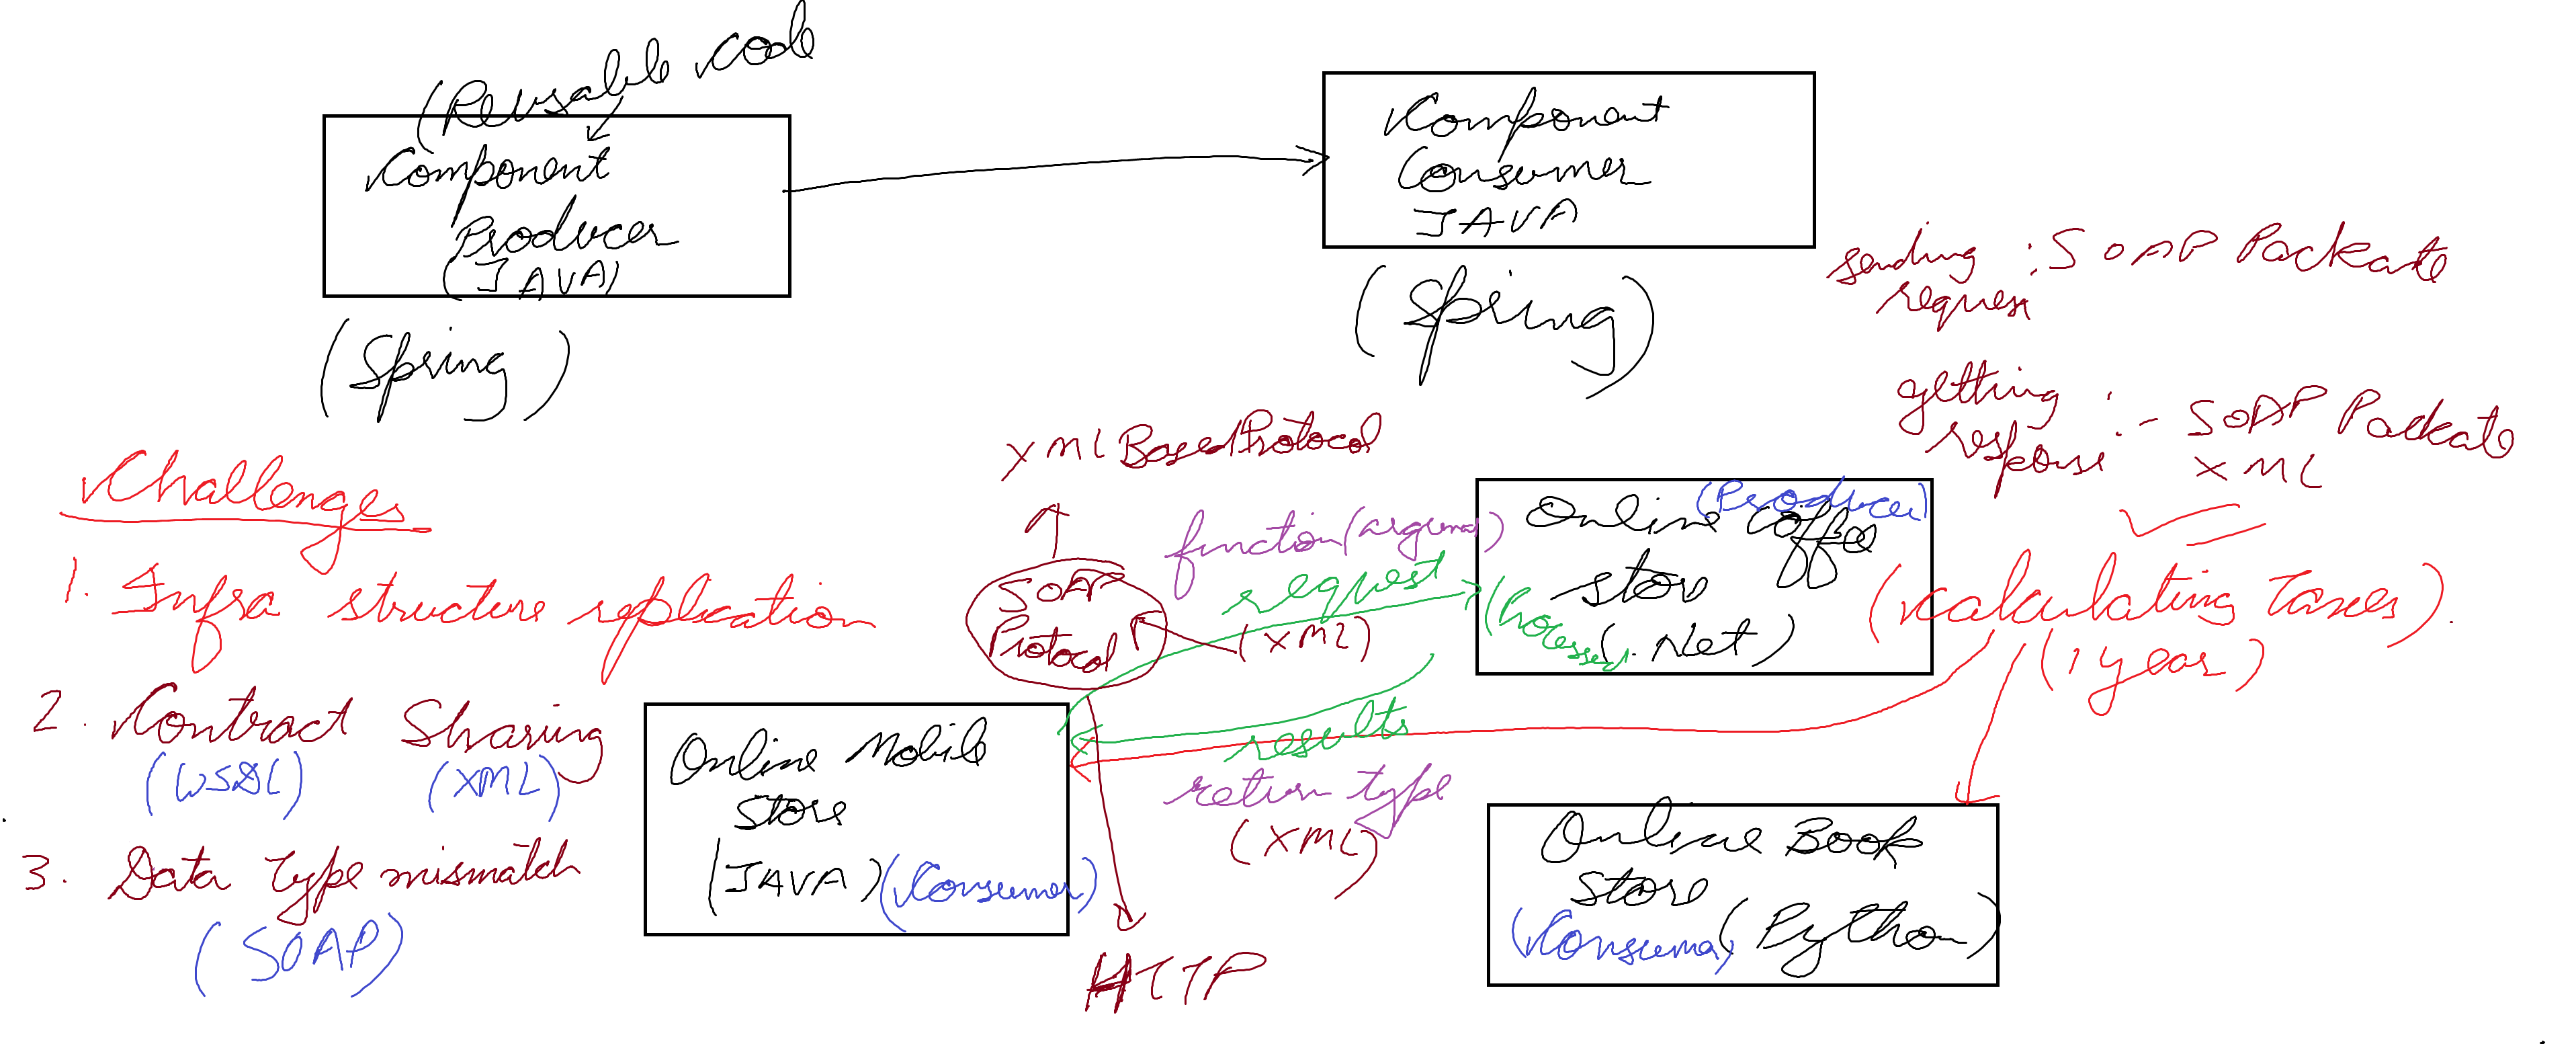 (Reusable code
Component
Producer
(JAVA)
(Spring)
Component
Consumer
JAVA
(Spring)
sending : SOAP Packate
request
getting :- SOAP Packate
response XML
Challenges
1. Infra structure replication
2. Contract Sharing
(WSDL) (XML)
3. Data Type mismatch
(SOAP)
XML Based Protocol
SOAP
Protocol
(XML)
function(argument)
request
results
return type
(XML)
HTTP
(Producer)
Online Coffee
store
(Processed)
(.Net)
(calculating Taxes).
(1 year)
Online Mobile
store
(JAVA) (Consumer)
Online Book
store
(Consumer) (Python)